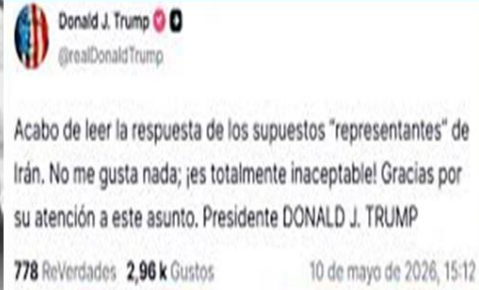 Donald J. Trump
@realDonaldTrump
Acabo de leer la respuesta de los supuestos "representantes" de
Irán. No me gusta nada; ¡es totalmente inaceptable! Gracias por
su atención a este asunto. Presidente DONALD J. TRUMP
778 ReVerdades 2,96 k Gustos 10 de mayo de 2026, 15:12